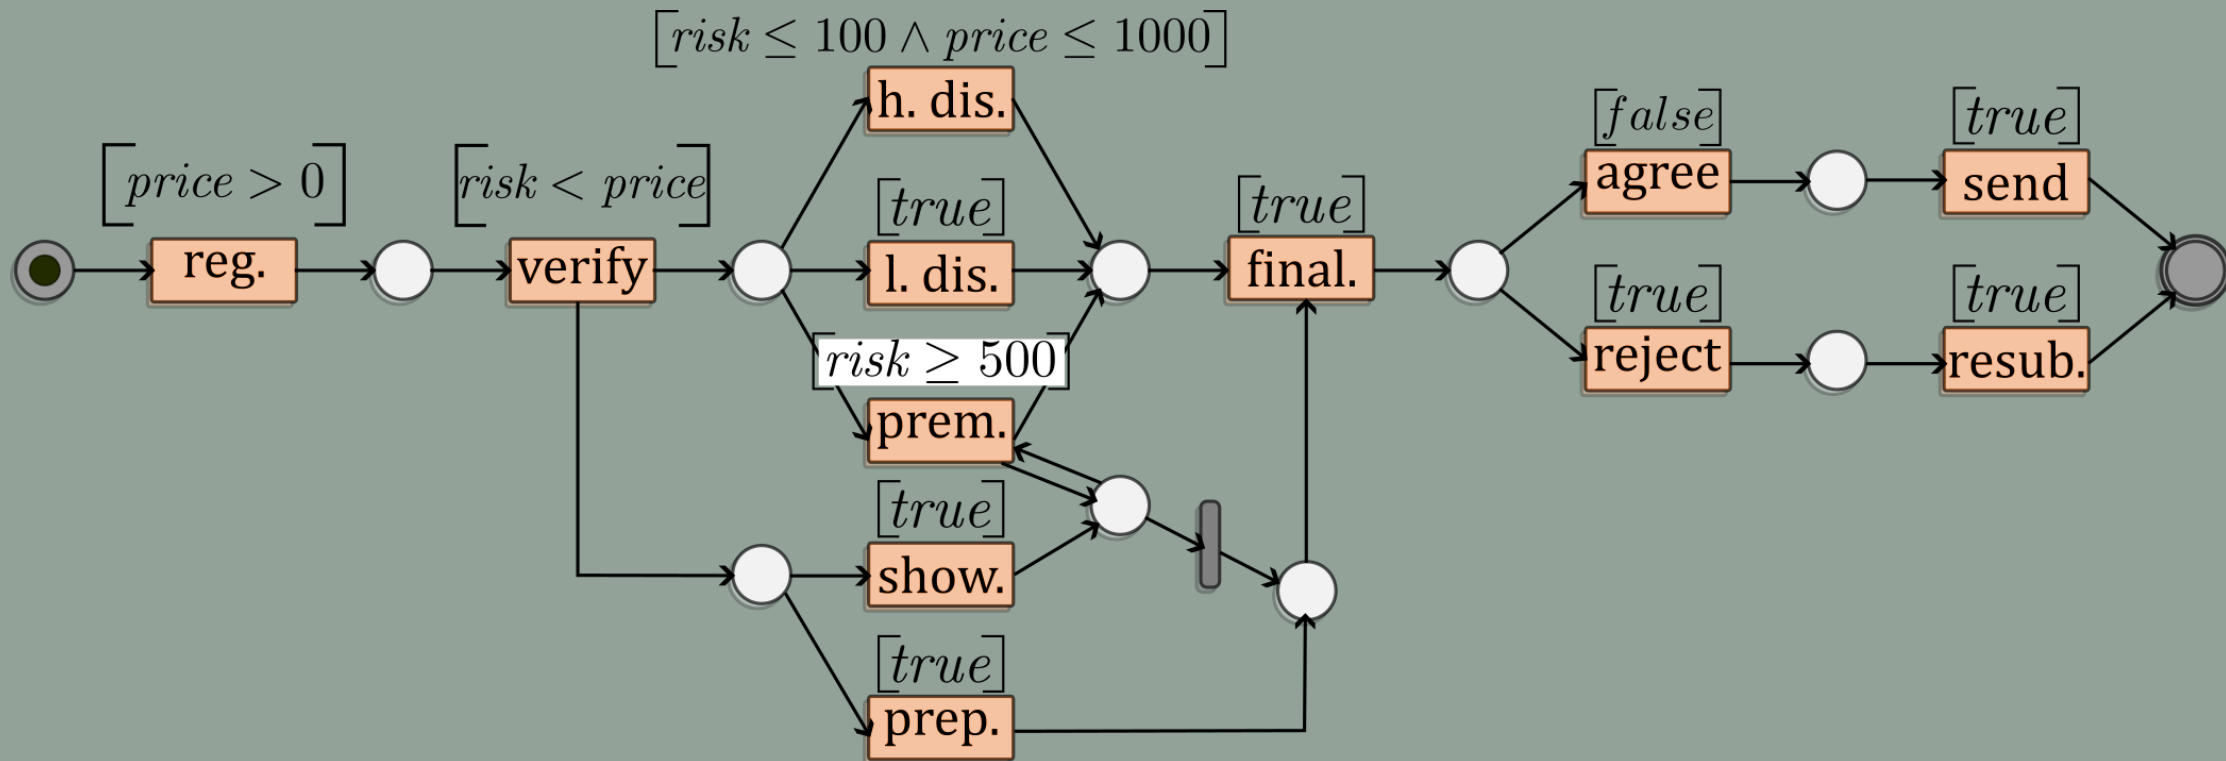 [risk ≤ 100 ∧ price ≤ 1000]
h. dis.
[price > 0]
reg.
[risk < price]
verify
[true]
l. dis.
[risk ≥ 500]
prem.
[true]
show.
[true]
prep.
[true]
final.
[false]
agree
[true]
send
[true]
reject
[true]
resub.